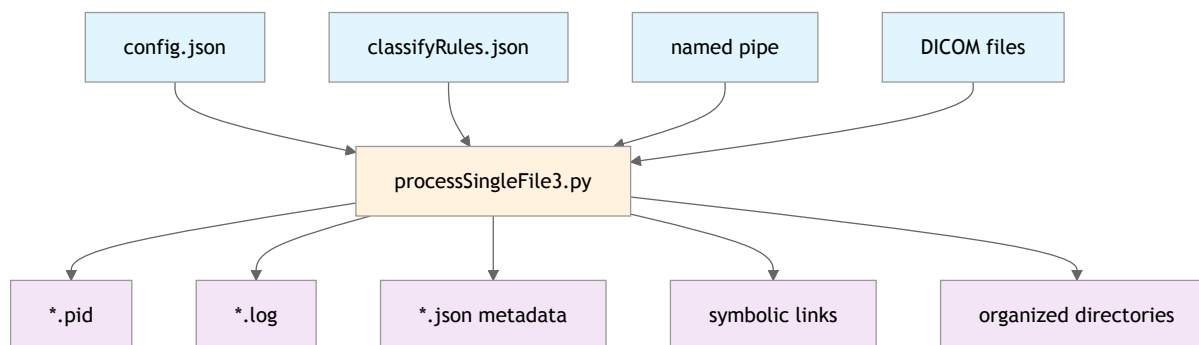 config.json
classifyRules.json
named pipe
DICOM files
processSingleFile3.py
*.pid
*.log
*.json metadata
symbolic links
organized directories